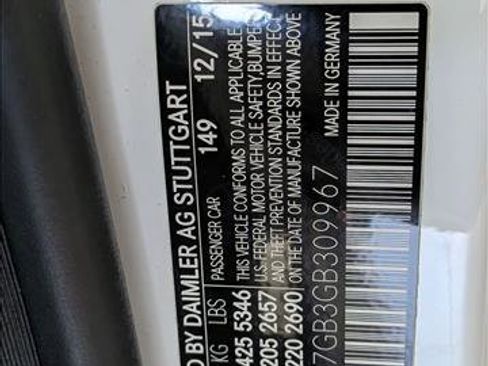 D BY DAIMLER AG STUTTGART
KG LBS PASSENGER CAR 149 12/15
425 5346 THIS VEHICLE CONFORMS TO ALL APPLICABLE
205 2657 U.S. FEDERAL MOTOR VEHICLE SAFETY, BUMPE
220 2690 AND THEFT PREVENTION STANDARDS IN EFFECT
ON THE DATE OF MANUFACTURE SHOWN ABOVE
7GB3GB309967 MADE IN GERMANY